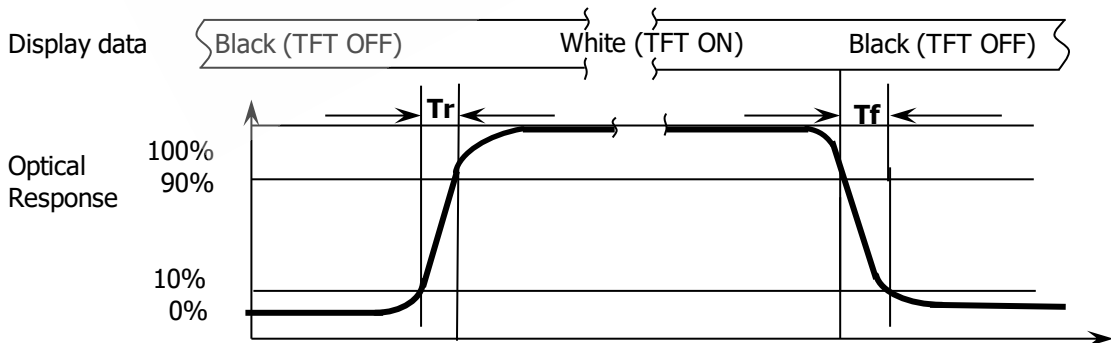 Display data Black (TFT OFF) White (TFT ON) Black (TFT OFF)
Tr Tf
100%
Optical
Response
90%
10%
0%